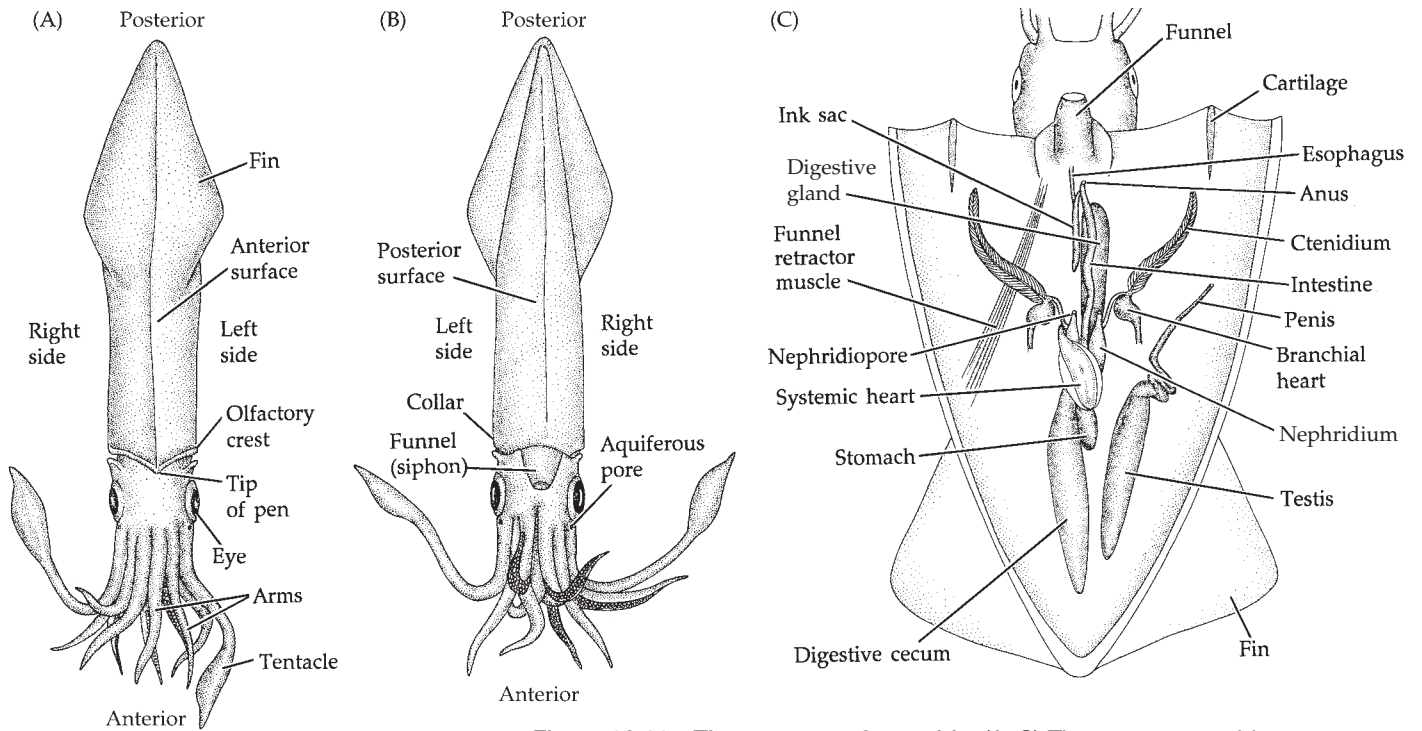 (A)
Posterior
Fin
Anterior
surface
Right
side
Left
side
Olfactory
crest
Tip
of pen
Eye
Arms
Tentacle
Anterior
(B)
Posterior
Posterior
surface
Left
side
Right
side
Collar
Funnel
(siphon)
Aquiferous
pore
Anterior
(C)
Funnel
Cartilage
Ink sac
Esophagus
Digestive
gland
Anus
Funnel
retractor
muscle
Ctenidium
Intestine
Penis
Nephridiopore
Branchial
heart
Systemic heart
Nephridium
Stomach
Testis
Digestive cecum
Fin